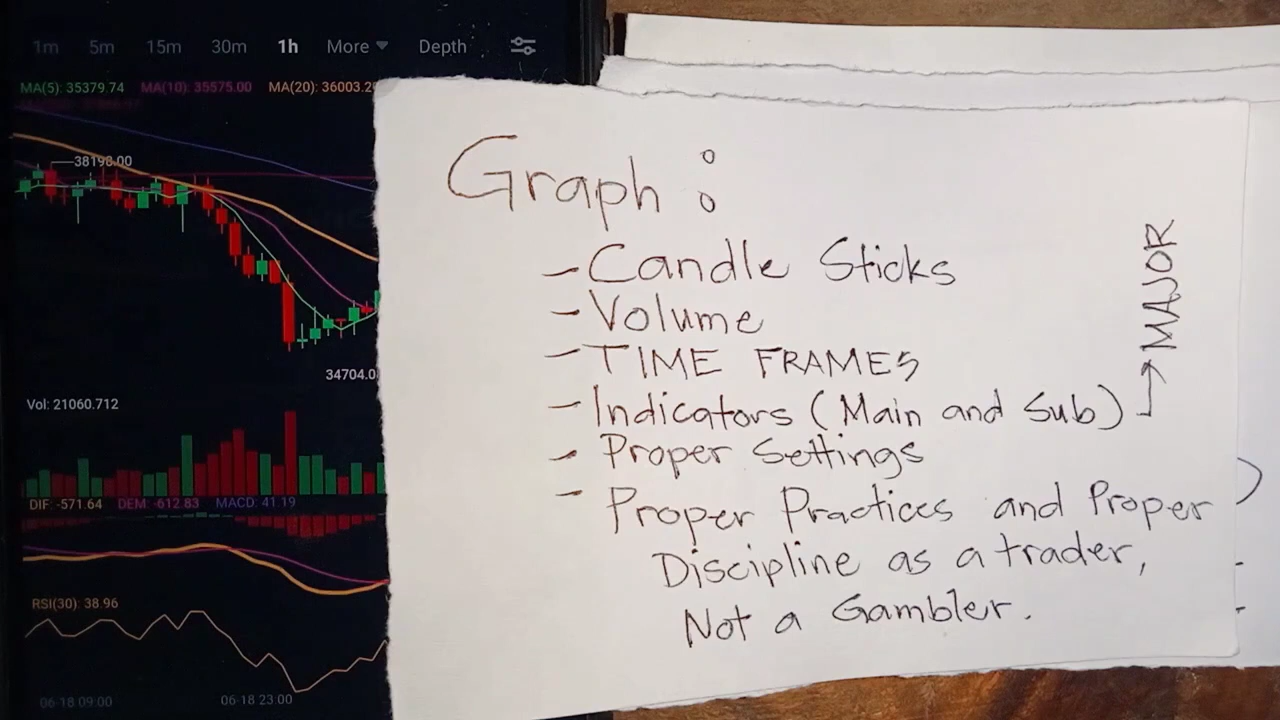 1m 5m 15m 30m 1h More Depth
MA(5): 35379.74 MA(10): 35575.00 MA(20): 36003.2
38198.00
34704.0
Vol: 21060.712
DIF: -571.64 DEM: -612.83 MACD: 41.19
RSI(30): 38.96
06-18 09:00 06-18 23:00
Graph :
- Candle Sticks
- Volume
- TIME FRAMES
- Indicators (Main and Sub)
→ MAJOR
- Proper Settings
- Proper Practices and Proper
Discipline as a trader,
Not a Gambler.